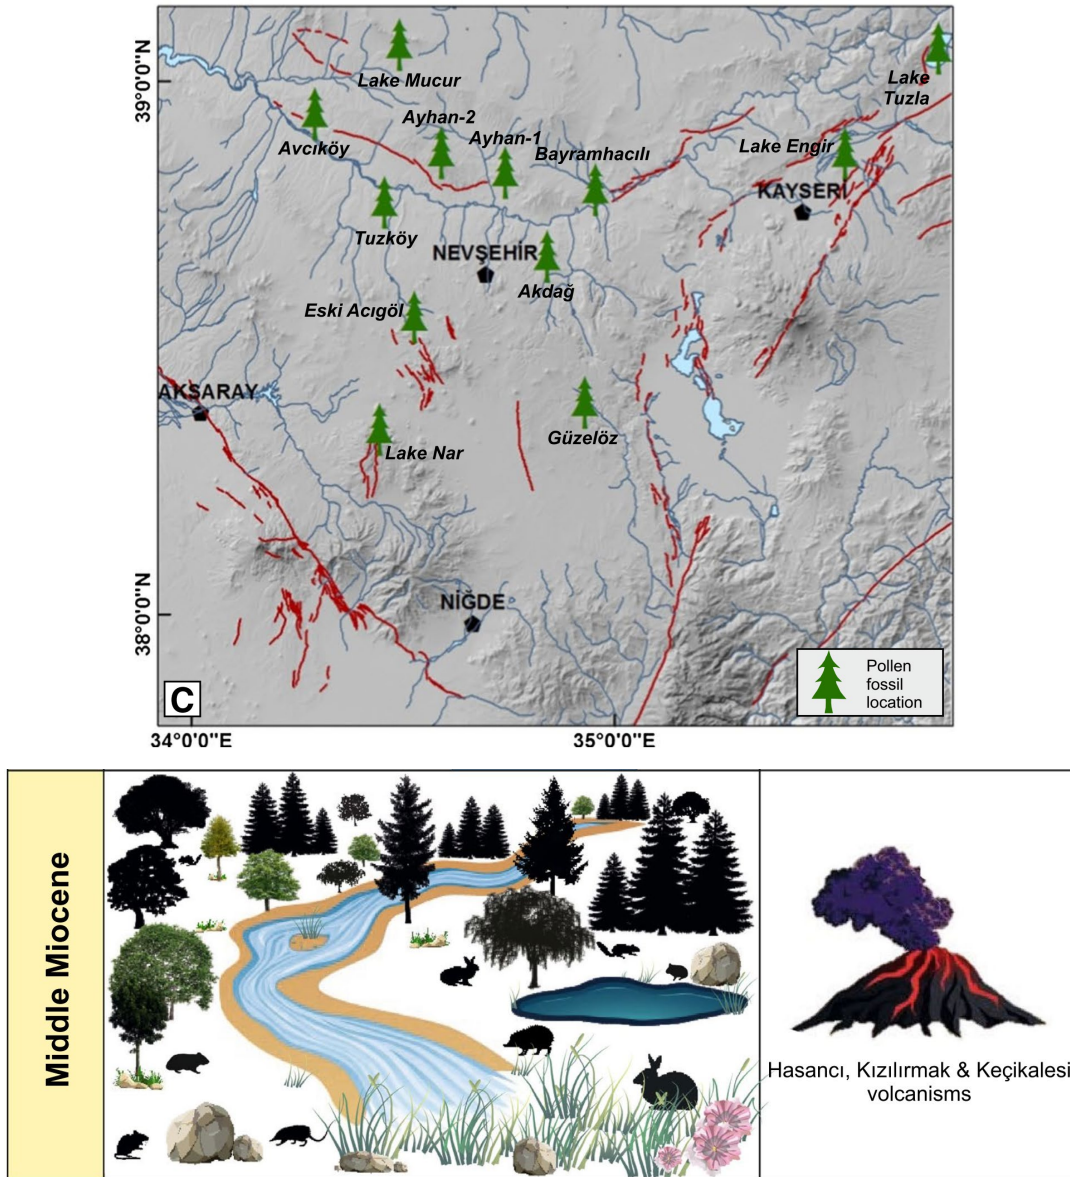 39°0'0"N
Lake Mucur
Lake
Tuzla
Ayhan-2
Avcıköy
Ayhan-1
Bayramhacılı
Lake Engir
KAYSERİ
Tuzköy
NEVŞEHİR
Akdağ
Eski Acıgöl
AKSARAY
Güzelöz
Lake Nar
38°0'0"N
NİĞDE
Pollen
fossil
location
C
34°0'0"E
35°0'0"E
Middle Miocene
Hasancı, Kızılırmak & Keçikalesi
volcanisms